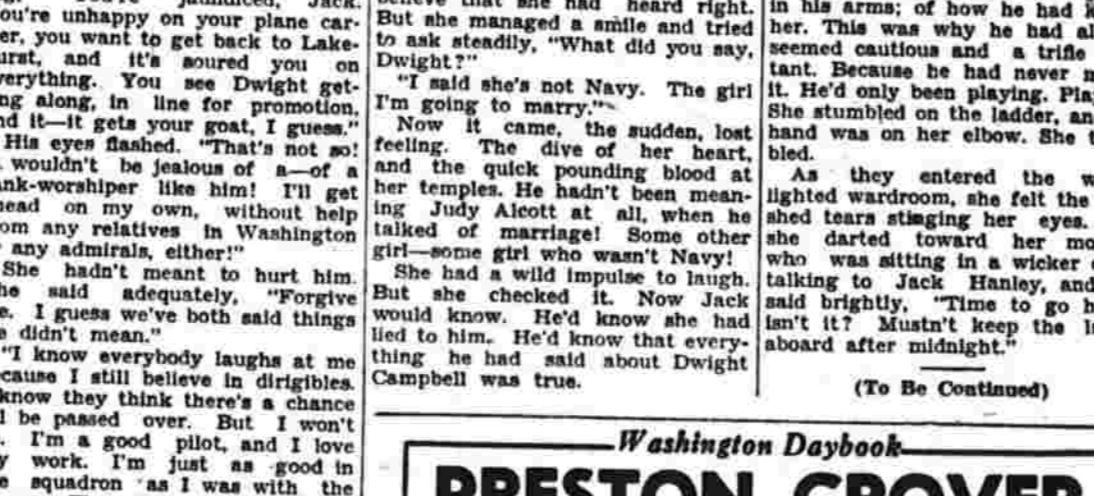 ou're unhappy on your plane car-
er, you want to get back to Lake-
urst, and it's soured you on
verything. You see Dwight get-
ng along, in line for promotion,
nd it—it gets your goat, I guess."
His eyes flashed. "That's not so!
wouldn't be jealous of a—of a
ank-worshiper like him! I'll get
head on my own, without help
om any relatives in Washington
any admirals, either!"
She hadn't meant to hurt him.
he said adequately, "Forgive
e. I guess we've both said things
e didn't mean."
"I know everybody laughs at me
cause I still believe in dirigibles.
know they think there's a chance
l be passed over. But I won't
. I'm a good pilot, and I love
y work. I'm just as good in
e squadron as I was with the
believe that she had heard right.
But she managed a smile and tried
to ask steadily, "What did you say,
Dwight?"
"I said she's not Navy. The girl
I'm going to marry."
Now it came, the sudden, lost
feeling. The dive of her heart,
and the quick pounding blood at
her temples. He hadn't been mean-
ing Judy Alcott at all, when he
talked of marriage! Some other
girl—some girl who wasn't Navy!
She had a wild impulse to laugh.
But she checked it. Now Jack
would know. He'd know she had
lied to him. He'd know that every-
thing he had said about Dwight
Campbell was true.
in his arms; of how he had k
her. This was why he had al
seemed cautious and a trifle
tant. Because he had never m
it. He'd only been playing. Pla
She stumbled on the ladder, an
hand was on her elbow. She t
bled.
As they entered the w
lighted wardroom, she felt the
shed tears stinging her eyes.
she darted toward her mo
who was sitting in a wicker c
talking to Jack Hanley, and
said brightly, "Time to go h
isn't it? Mustn't keep the l
aboard after midnight."
(To Be Continued)
Washington Daybook
PRESTON GROVER